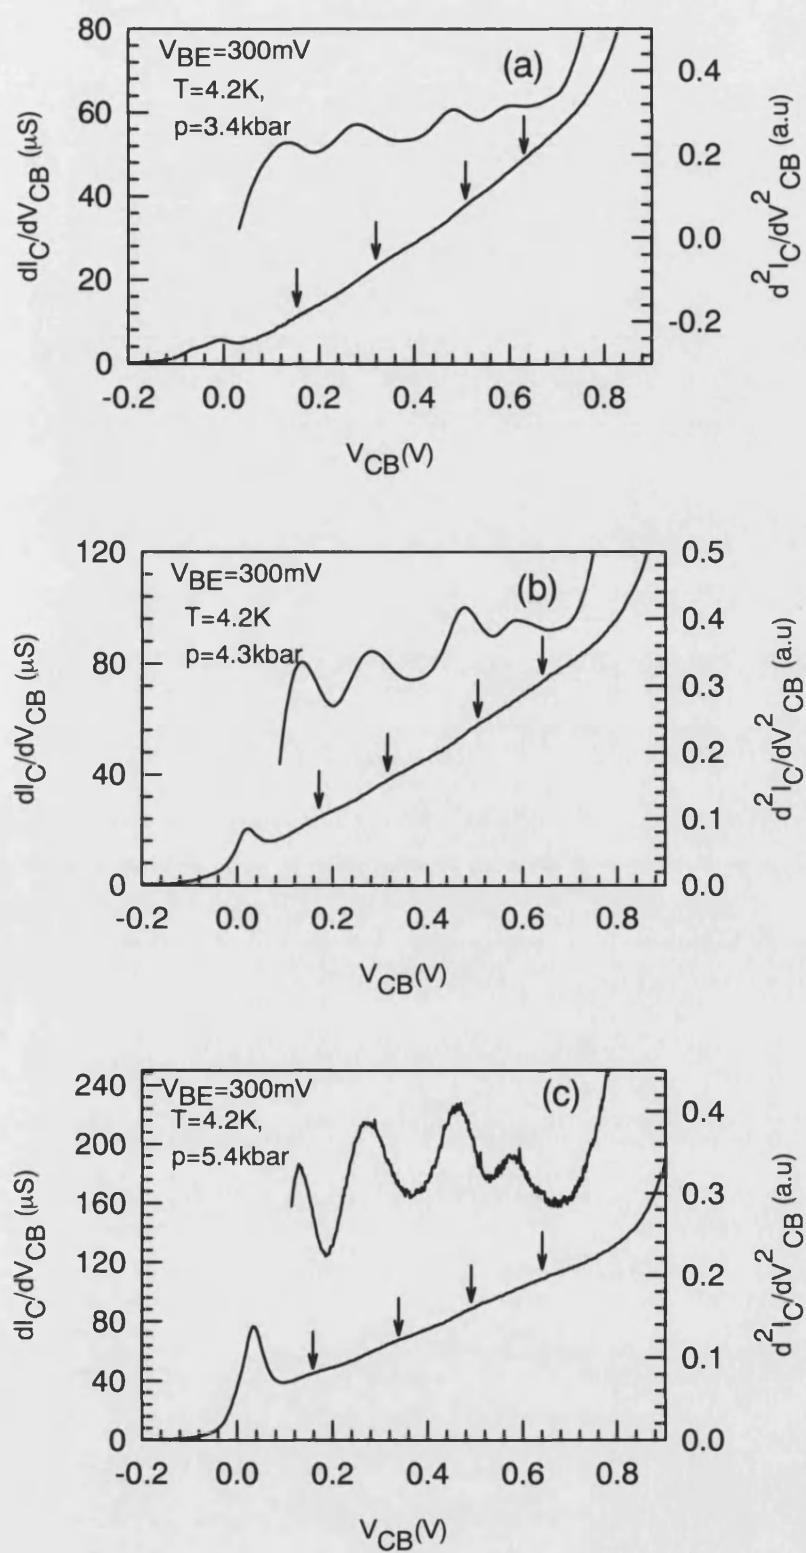 V_BE=300mV
T=4.2K,
p=3.4kbar
(a)
80
60
40
20
0
dI_C/dV_CB (µS)
0.4
0.2
0.0
-0.2
d²I_C/dV²_CB (a.u)
-0.2 0.0 0.2 0.4 0.6 0.8
V_CB(V)
V_BE=300mV
T=4.2K
p=4.3kbar
(b)
120
80
40
0
dI_C/dV_CB (µS)
0.5
0.4
0.3
0.2
0.1
0.0
d²I_C/dV²_CB (a.u)
-0.2 0.0 0.2 0.4 0.6 0.8
V_CB(V)
V_BE=300mV
T=4.2K,
p=5.4kbar
(c)
240
200
160
120
80
40
0
dI_C/dV_CB (µS)
0.4
0.3
0.2
0.1
0.0
d²I_C/dV²_CB (a.u)
-0.2 0.0 0.2 0.4 0.6 0.8
V_CB(V)